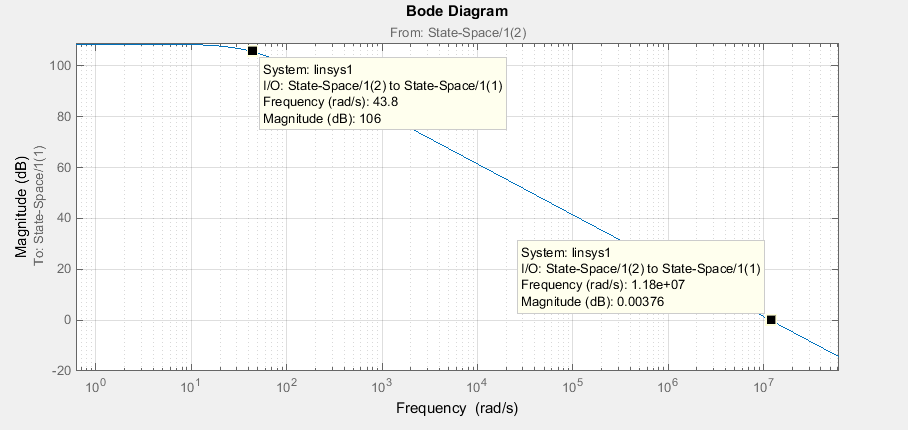 Bode Diagram
From: State-Space/1(2)
System: linsys1
I/O: State-Space/1(2) to State-Space/1(1)
Frequency (rad/s): 43.8
Magnitude (dB): 106
System: linsys1
I/O: State-Space/1(2) to State-Space/1(1)
Frequency (rad/s): 1.18e+07
Magnitude (dB): 0.00376
Magnitude (dB)
To: State-Space/1(1)
100
80
60
40
20
0
-20
10^0 10^1 10^2 10^3 10^4 10^5 10^6 10^7
Frequency (rad/s)